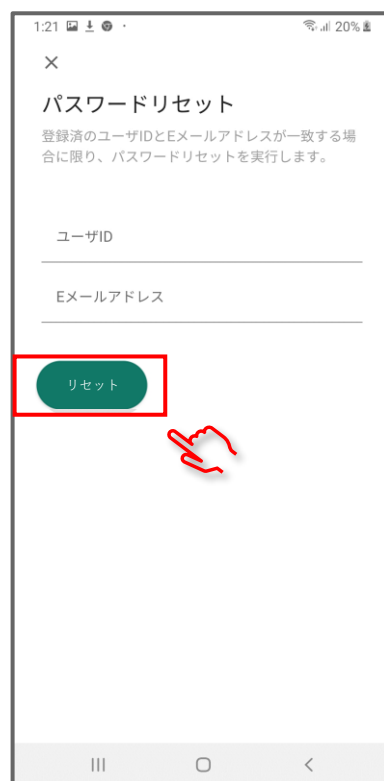 1:21 20%
パスワードリセット
登録済のユーザIDとEメールアドレスが一致する場
合に限り、パスワードリセットを実行します。
ユーザID
Eメールアドレス
リセット